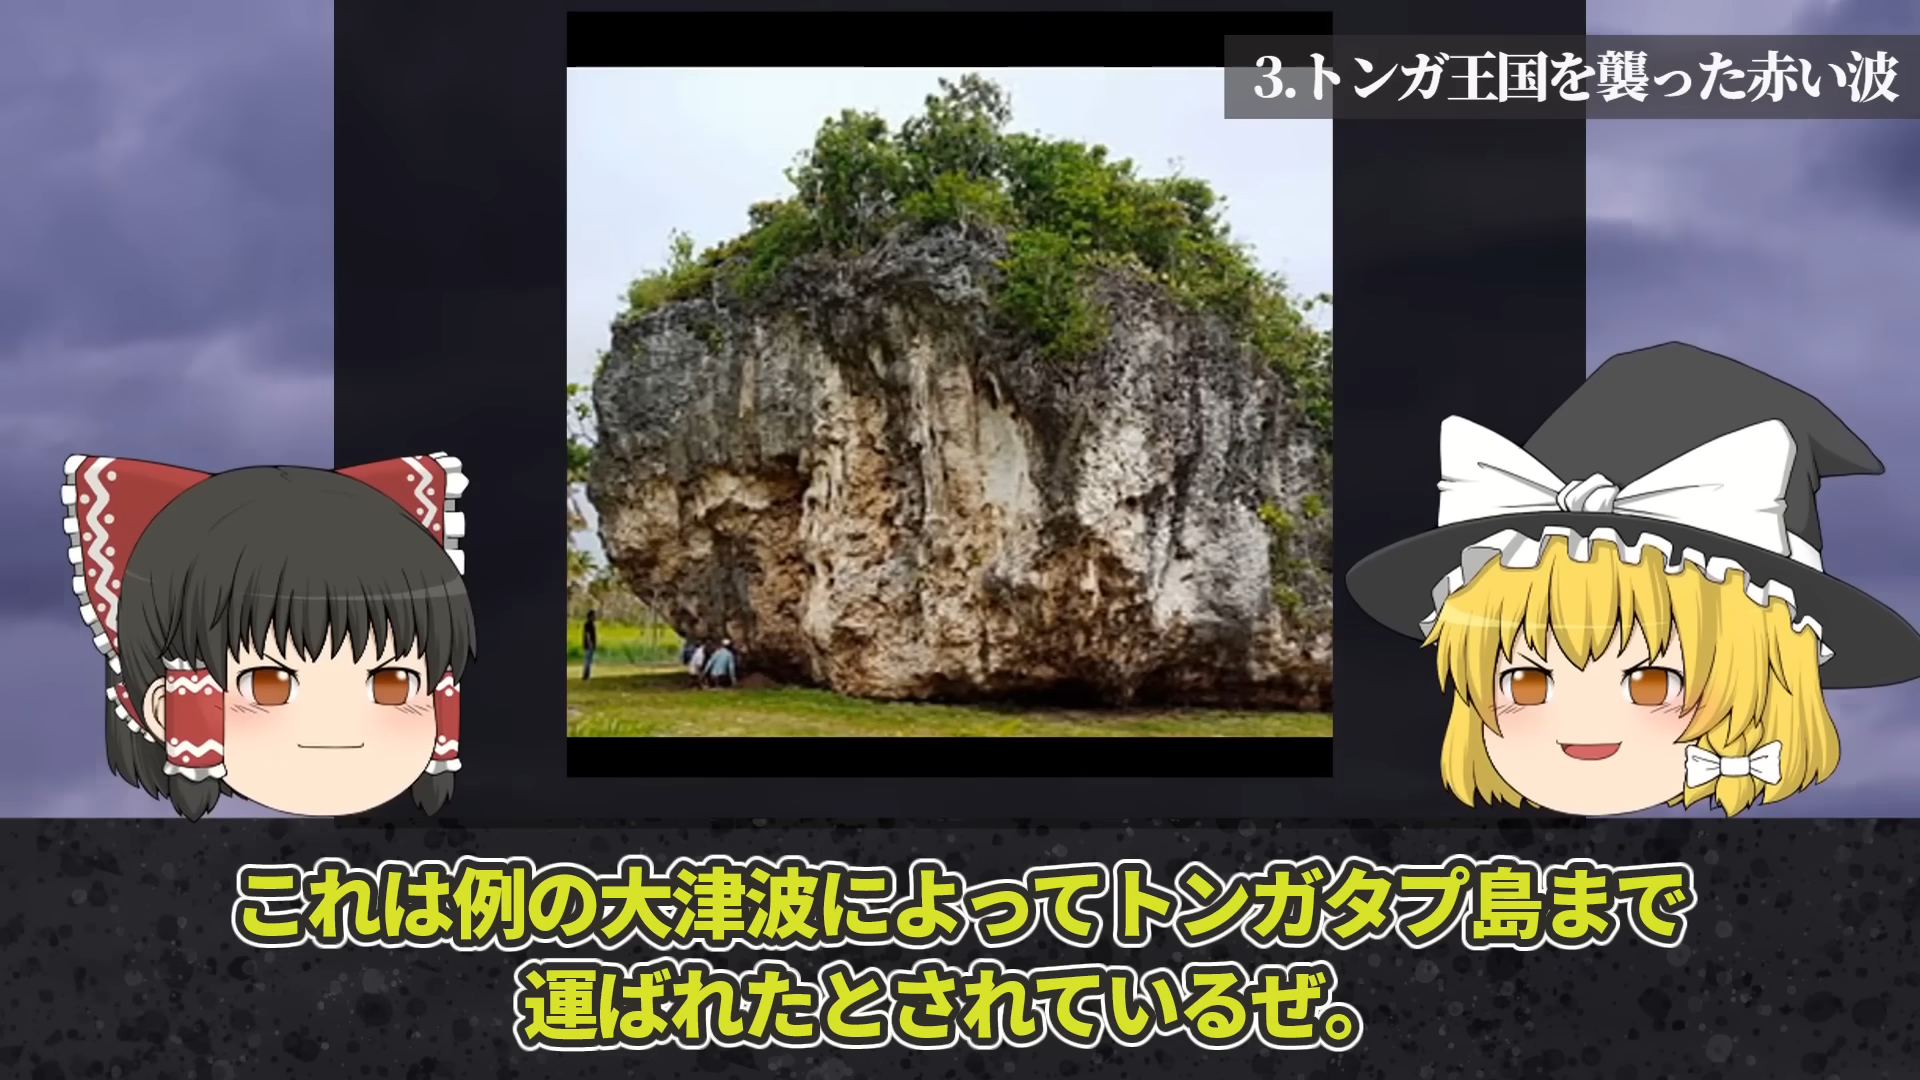 3.トンガ王国を襲った赤い波
これは例の大津波によってトンガタプ島まで
運ばれたとされているぜ。